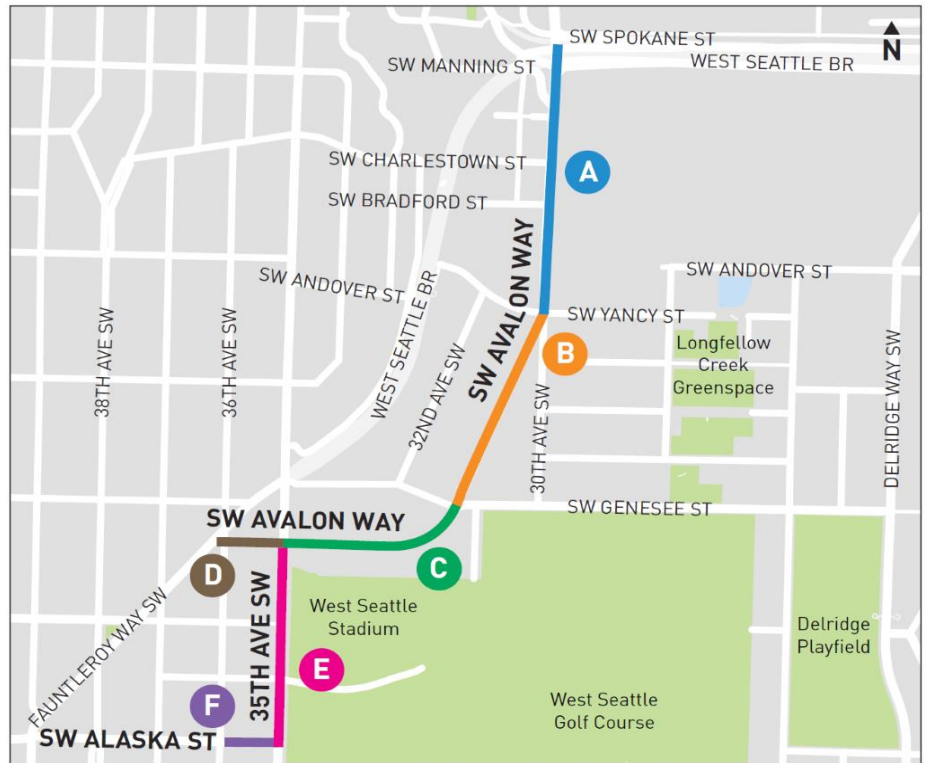 SW SPOKANE ST
N
SW MANNING ST
WEST SEATTLE BR
SW CHARLESTOWN ST
A
SW BRADFORD ST
SW ANDOVER ST
SW ANDOVER ST
SW AVALON WAY
WEST SEATTLE BR
SW YANCY ST
B
Longfellow
Creek
Greenspace
38TH AVE SW
36TH AVE SW
32ND AVE SW
30TH AVE SW
DELRIDGE WAY SW
SW GENESEE ST
SW AVALON WAY
C
D
35TH AVE SW
West Seattle
Stadium
Delridge
Playfield
FAUNTLEROY WAY SW
E
F
West Seattle
Golf Course
SW ALASKA ST